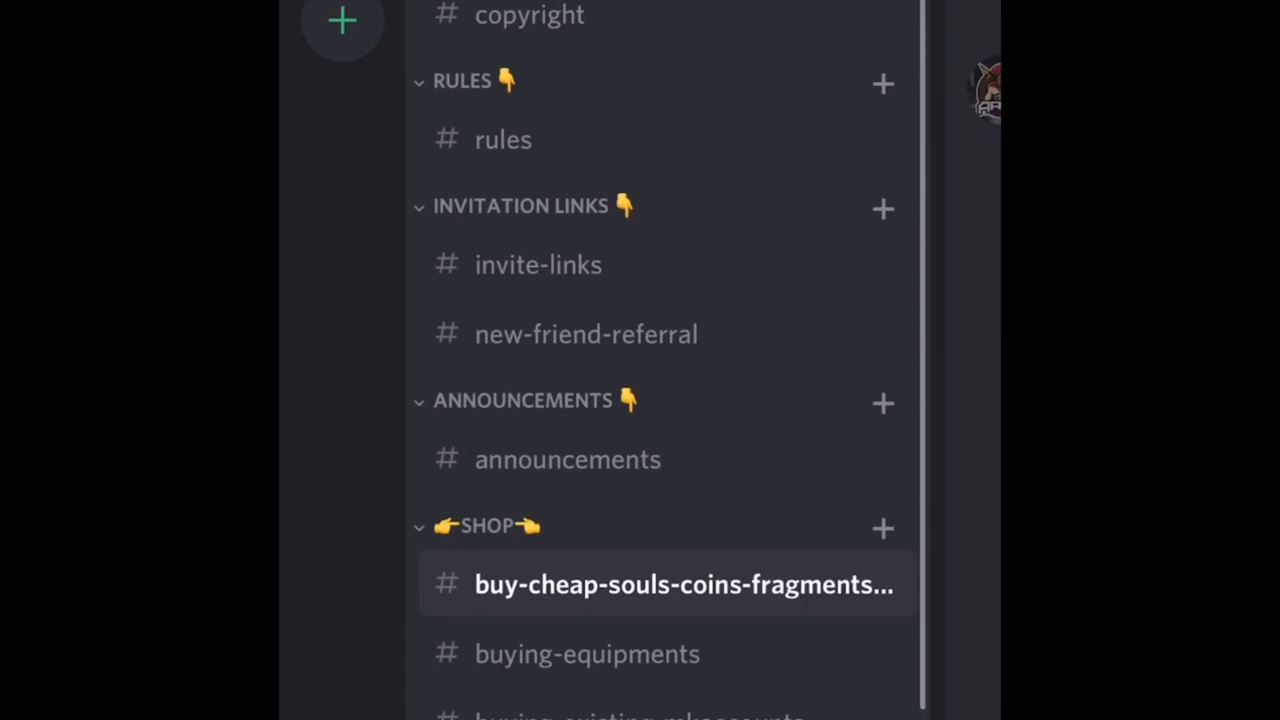 # copyright
RULES 👇
# rules
INVITATION LINKS 👇
# invite-links
# new-friend-referral
ANNOUNCEMENTS 👇
# announcements
👉SHOP👈
# buy-cheap-souls-coins-fragments...
# buying-equipments